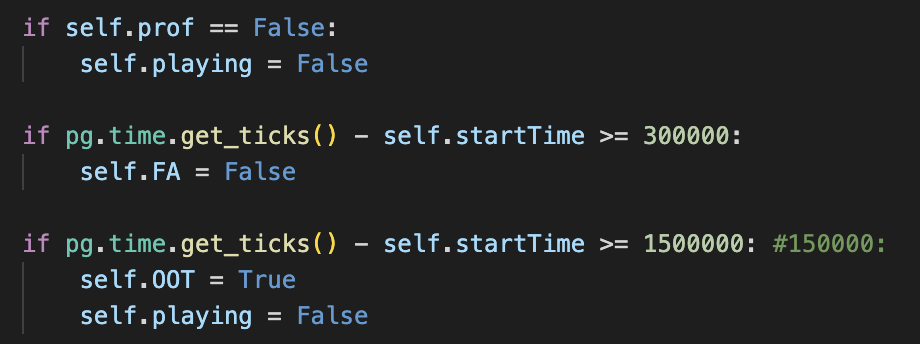 if self.prof == False:
    self.playing = False
if pg.time.get_ticks() - self.startTime >= 300000:
    self.FA = False
if pg.time.get_ticks() - self.startTime >= 1500000: #150000:
    self.OOT = True
    self.playing = False